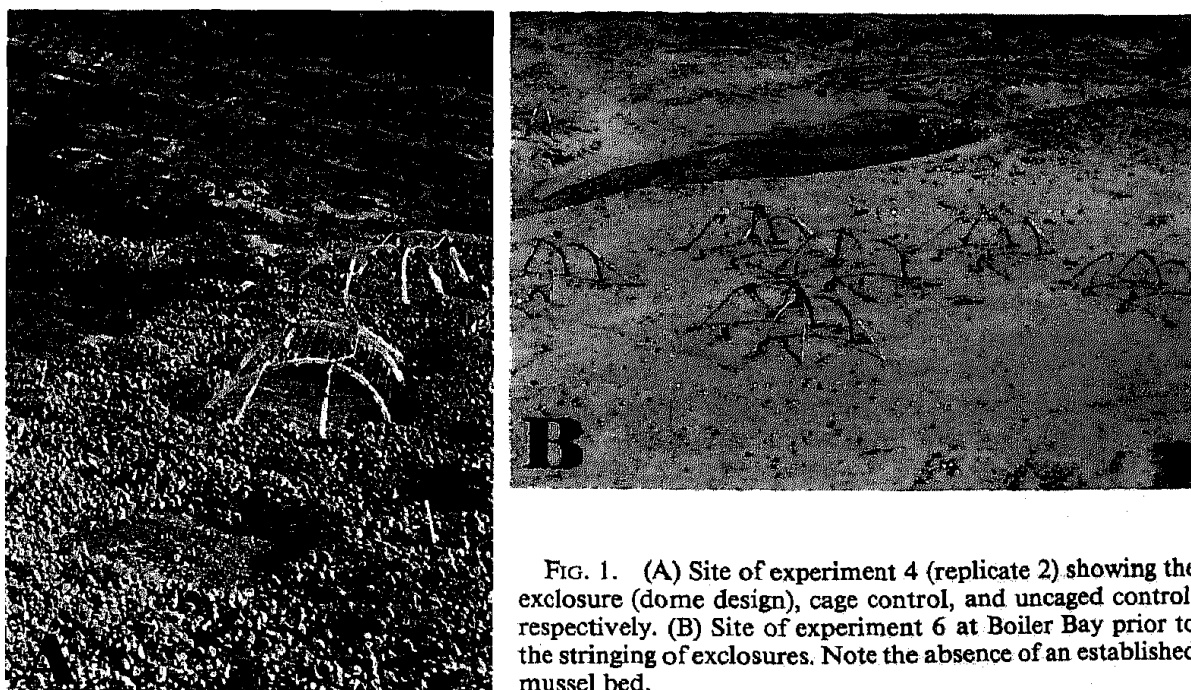 B
FIG. 1. (A) Site of experiment 4 (replicate 2) showing the
exclosure (dome design), cage control, and uncaged control
respectively. (B) Site of experiment 6 at Boiler Bay prior to
the stringing of exclosures. Note the absence of an established
mussel bed.